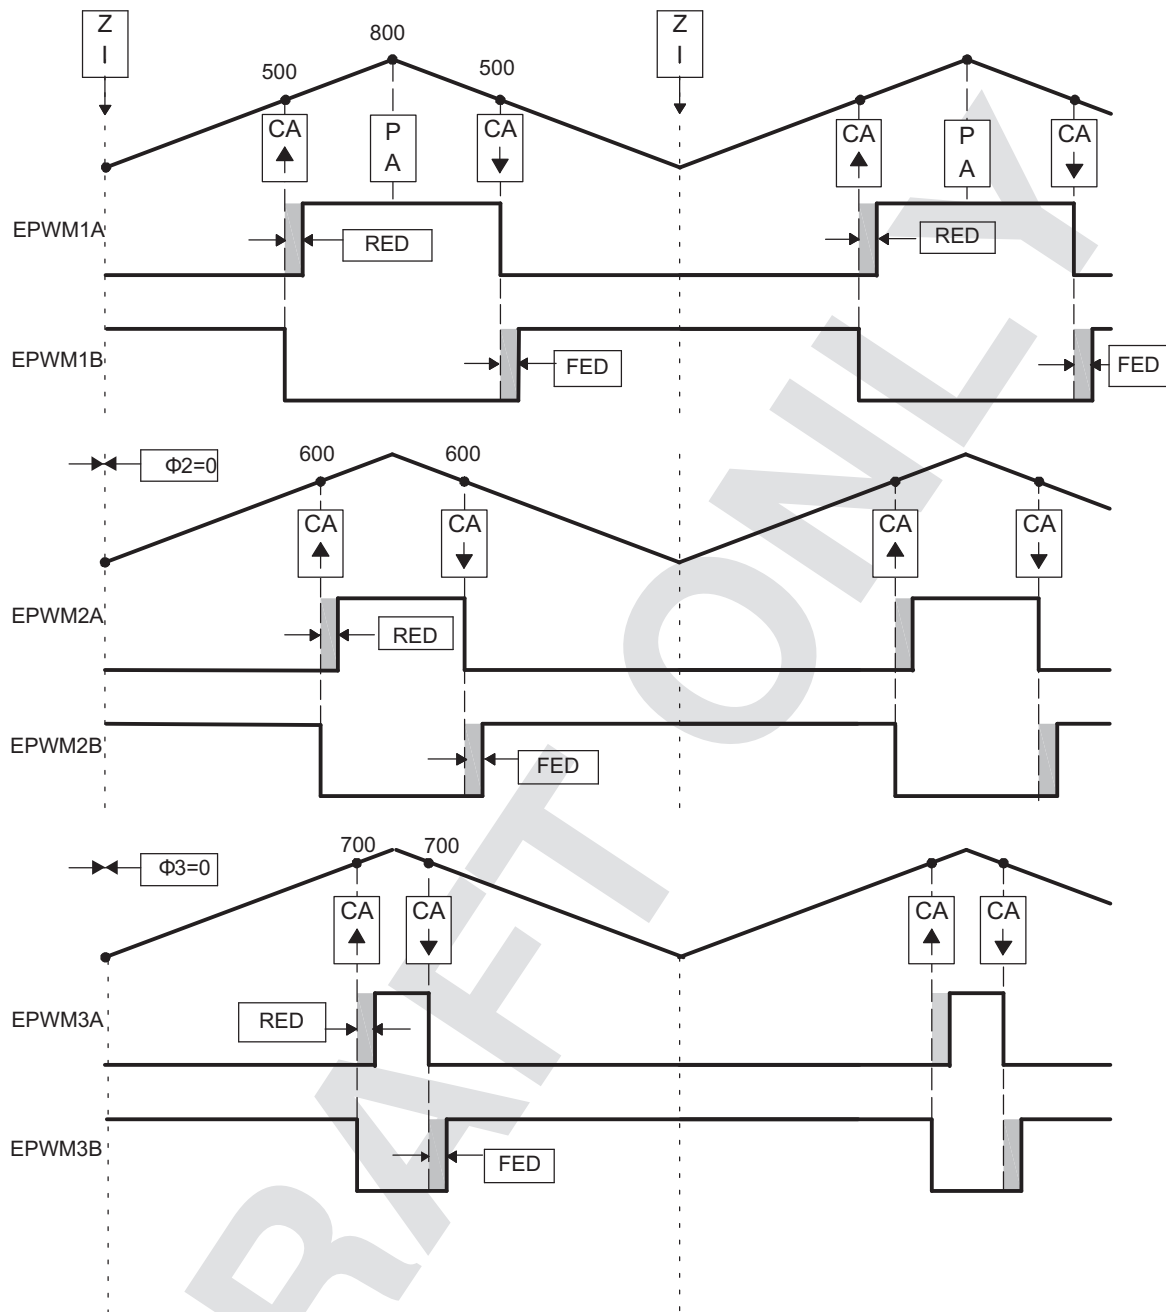 Z
I
Z
I
800
500
500
CA
P
A
CA
CA
P
A
CA
EPWM1A
RED
RED
EPWM1B
FED
FED
Φ2=0
600
600
CA
CA
CA
CA
EPWM2A
RED
EPWM2B
FED
Φ3=0
700
700
CA
CA
CA
CA
EPWM3A
RED
EPWM3B
FED
RAFT ONLY